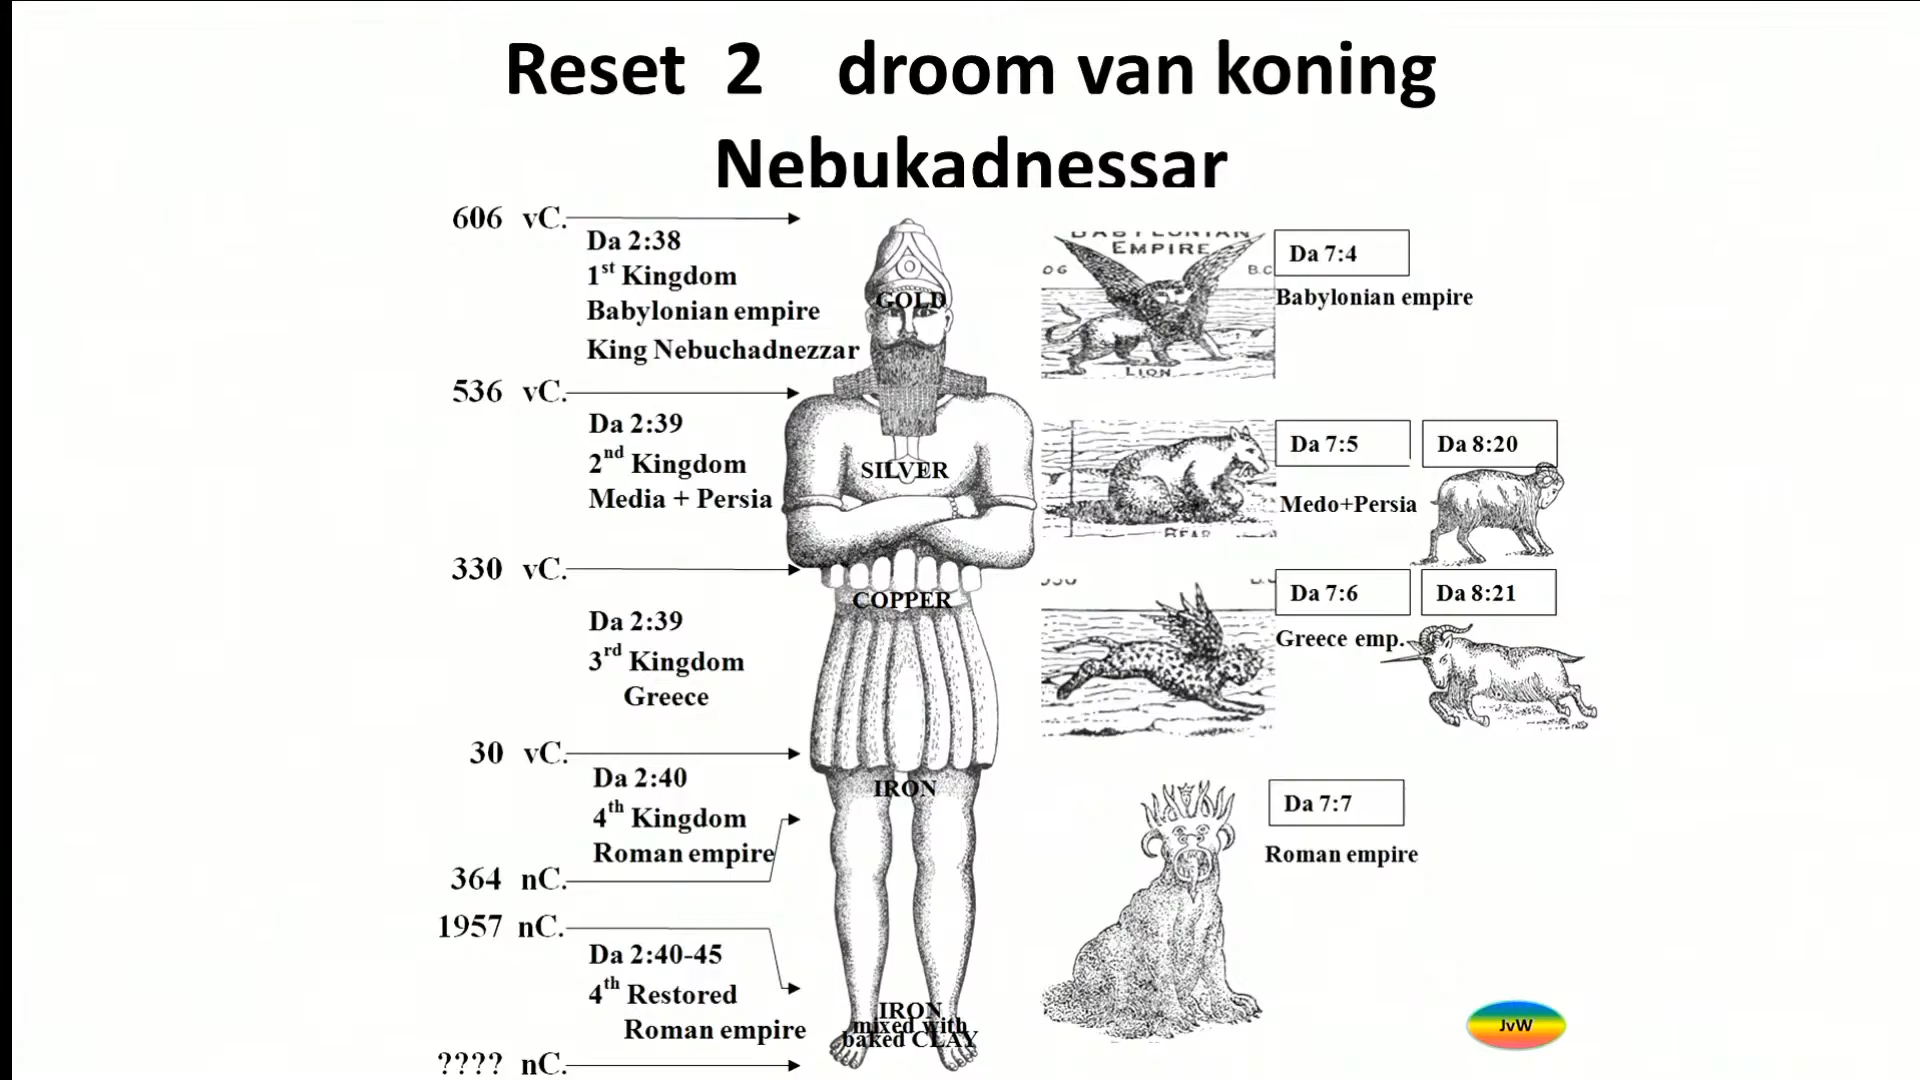 Reset 2 droom van koning
Nebukadnessar
606 vC.
Da 2:38
1st Kingdom
Babylonian empire
King Nebuchadnezzar
536 vC.
Da 2:39
2nd Kingdom
Media + Persia
330 vC.
Da 2:39
3rd Kingdom
Greece
30 vC.
Da 2:40
4th Kingdom
Roman empire
364 nC.
1957 nC.
Da 2:40-45
4th Restored
Roman empire
???? nC.
GOLD
SILVER
COPPER
IRON
IRON
mixed with
baked CLAY
BABYLONIAN
EMPIRE
B.C
LION
Da 7:4
Babylonian empire
BEAR
Da 7:5
Da 8:20
Medo+Persia
Da 7:6
Da 8:21
Greece emp.
Da 7:7
Roman empire
JvW